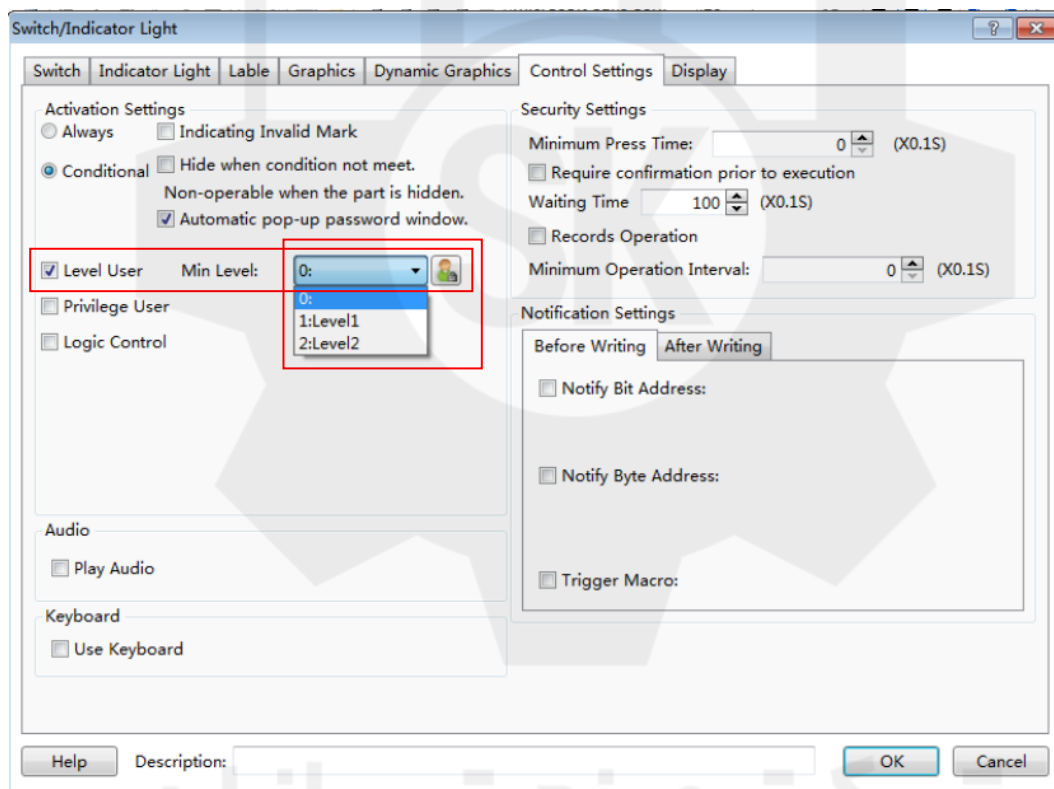 Switch/Indicator Light
Switch Indicator Light Lable Graphics Dynamic Graphics Control Settings Display
Activation Settings
Always Indicating Invalid Mark
Conditional Hide when condition not meet.
Non-operable when the part is hidden.
Automatic pop-up password window.
Level User Min Level: 0:
0:
1:Level1
2:Level2
Privilege User
Logic Control
Security Settings
Minimum Press Time: 0 (X0.1S)
Require confirmation prior to execution
Waiting Time 100 (X0.1S)
Records Operation
Minimum Operation Interval: 0 (X0.1S)
Notification Settings
Before Writing After Writing
Notify Bit Address:
Notify Byte Address:
Trigger Macro:
Audio
Play Audio
Keyboard
Use Keyboard
Help Description: OK Cancel
SK